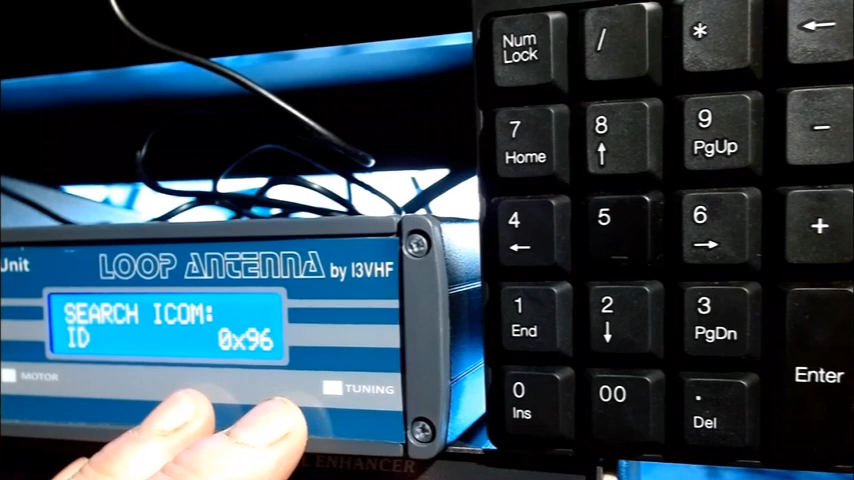 Unit
LOOP ANTENNA by I3VHF
SEARCH ICOM:
ID 0x96
MOTOR
TUNING
ENHANCER
Num Lock
/
*
←
7 Home
8 ↑
9 PgUp
-
4 ←
5
6 →
+
1 End
2 ↓
3 PgDn
Enter
0 Ins
00
. Del